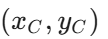 (x_C, y_C)